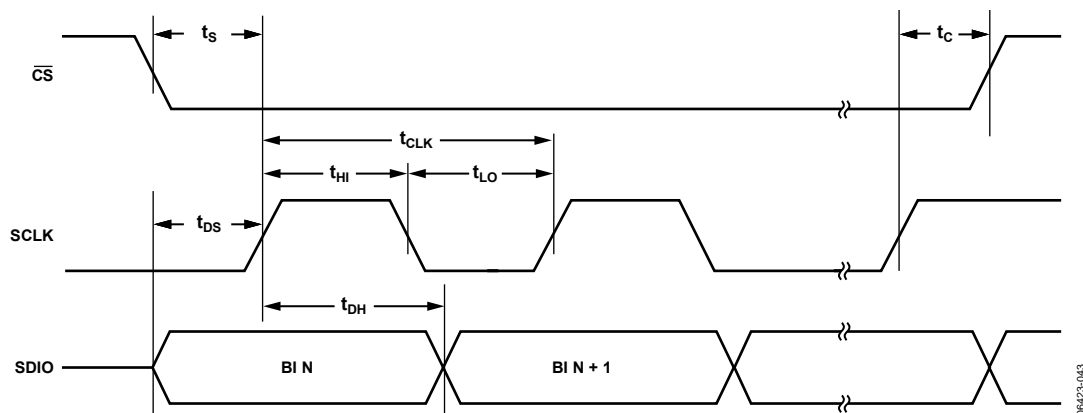 tS
tC
CS
tCLK
tHI
tLO
tDS
SCLK
tDH
SDIO
BI N
BI N + 1
06423-043